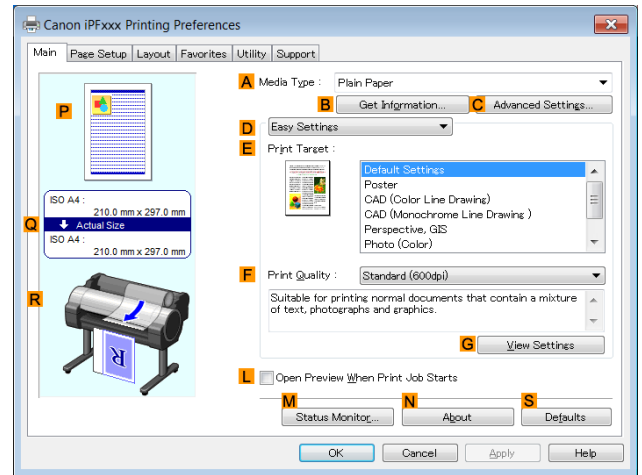 Canon iPFxxx Printing Preferences
Main Page Setup Layout Favorites Utility Support
A Media Type : Plain Paper
B Get Information... C Advanced Settings...
D Easy Settings
E Print Target :
Default Settings
Poster
CAD (Color Line Drawing)
CAD (Monochrome Line Drawing )
Perspective, GIS
Photo (Color)
F Print Quality : Standard (600dpi)
Suitable for printing normal documents that contain a mixture
of text, photographs and graphics.
G View Settings
P
ISO A4 :
210.0 mm x 297.0 mm
Q Actual Size
ISO A4 :
210.0 mm x 297.0 mm
R
R
L Open Preview When Print Job Starts
M N S
Status Monitor... About Defaults
OK Cancel Apply Help